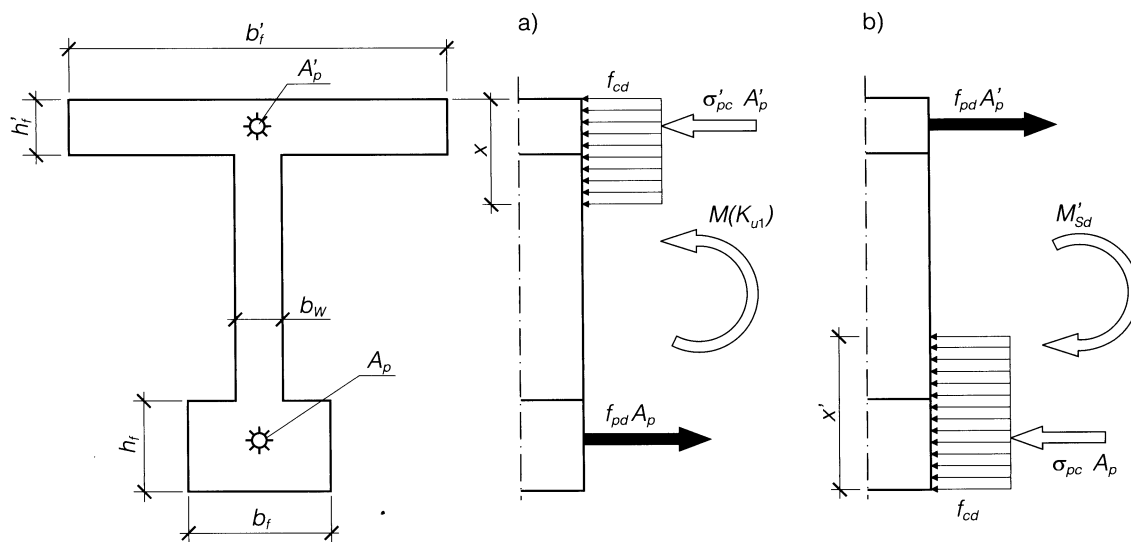 b'f
A'p
h'f
bw
Ap
hf
bf
a)
fcd
σ'pc A'p
x
M(Ku1)
fpd Ap
b)
fpd A'p
M'Sd
x'
σpc Ap
fcd